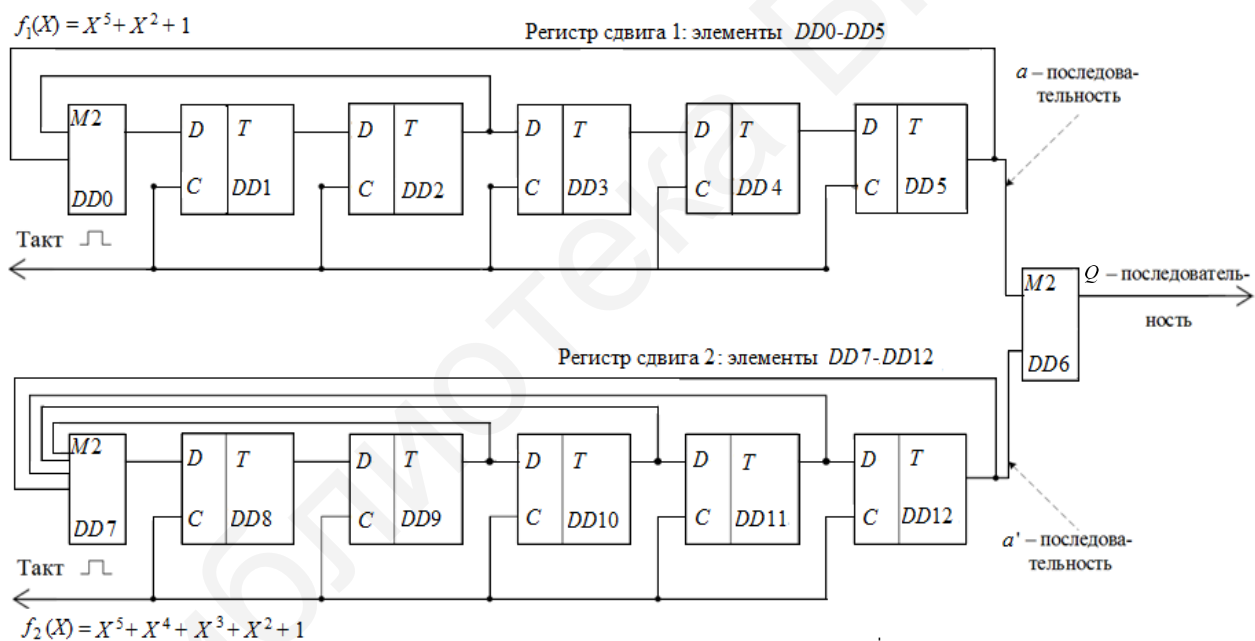 f₁(X) = X⁵ + X² + 1
Регистр сдвига 1: элементы DD0-DD5
a – последова-
тельность
M2
DD0
D T
C DD1
D T
C DD2
D T
C DD3
D T
C DD4
D T
C DD5
Такт
M2
DD6
Q – последователь-
ность
Регистр сдвига 2: элементы DD7-DD12
M2
DD7
D T
C DD8
D T
C DD9
D T
C DD10
D T
C DD11
D T
C DD12
a' – последова-
тельность
Такт
f₂(X) = X⁵ + X⁴ + X³ + X² + 1
иблиотека Б